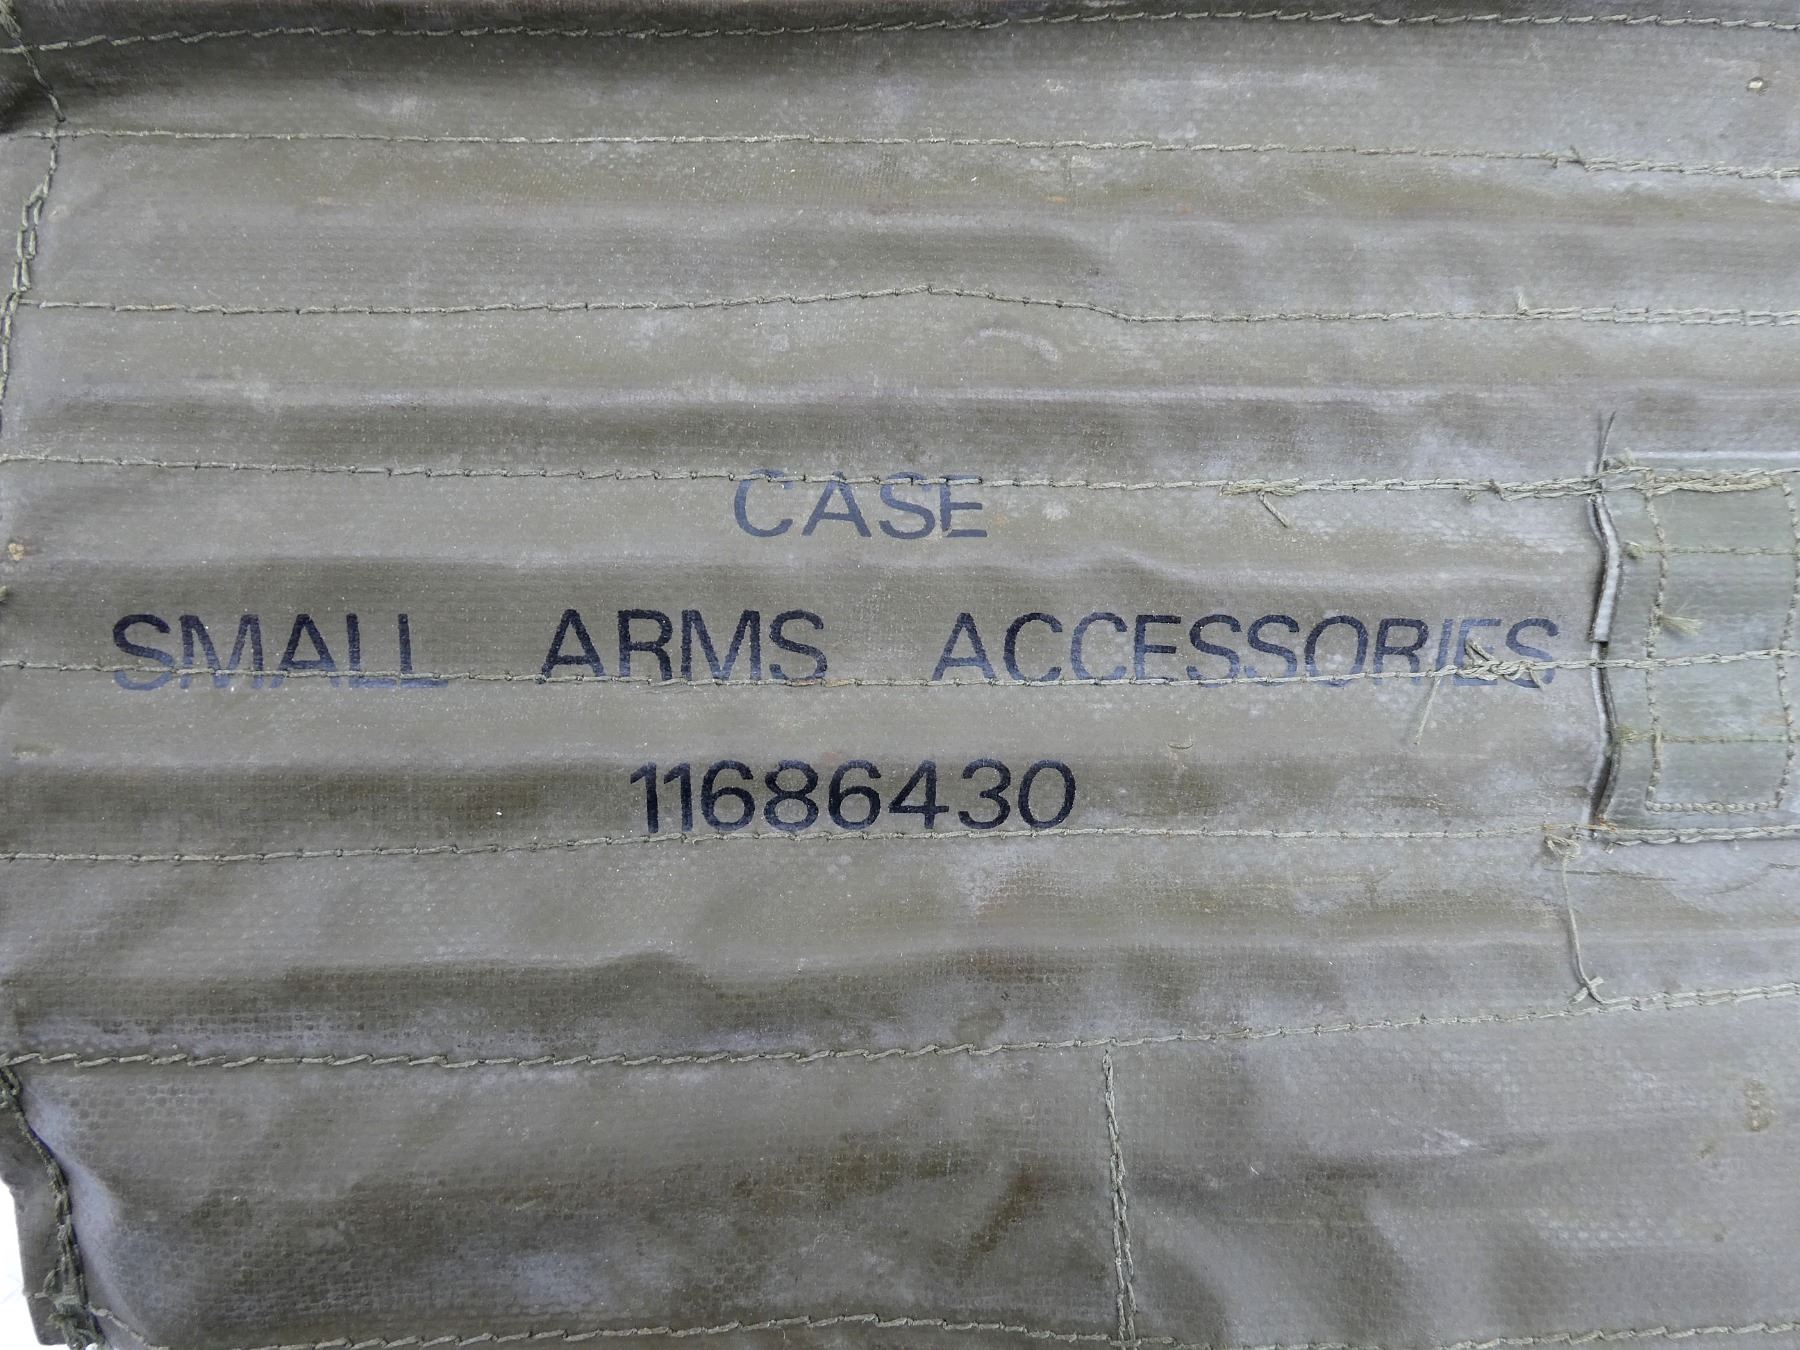 CASE
SMALL ARMS ACCESSORIES
11686430